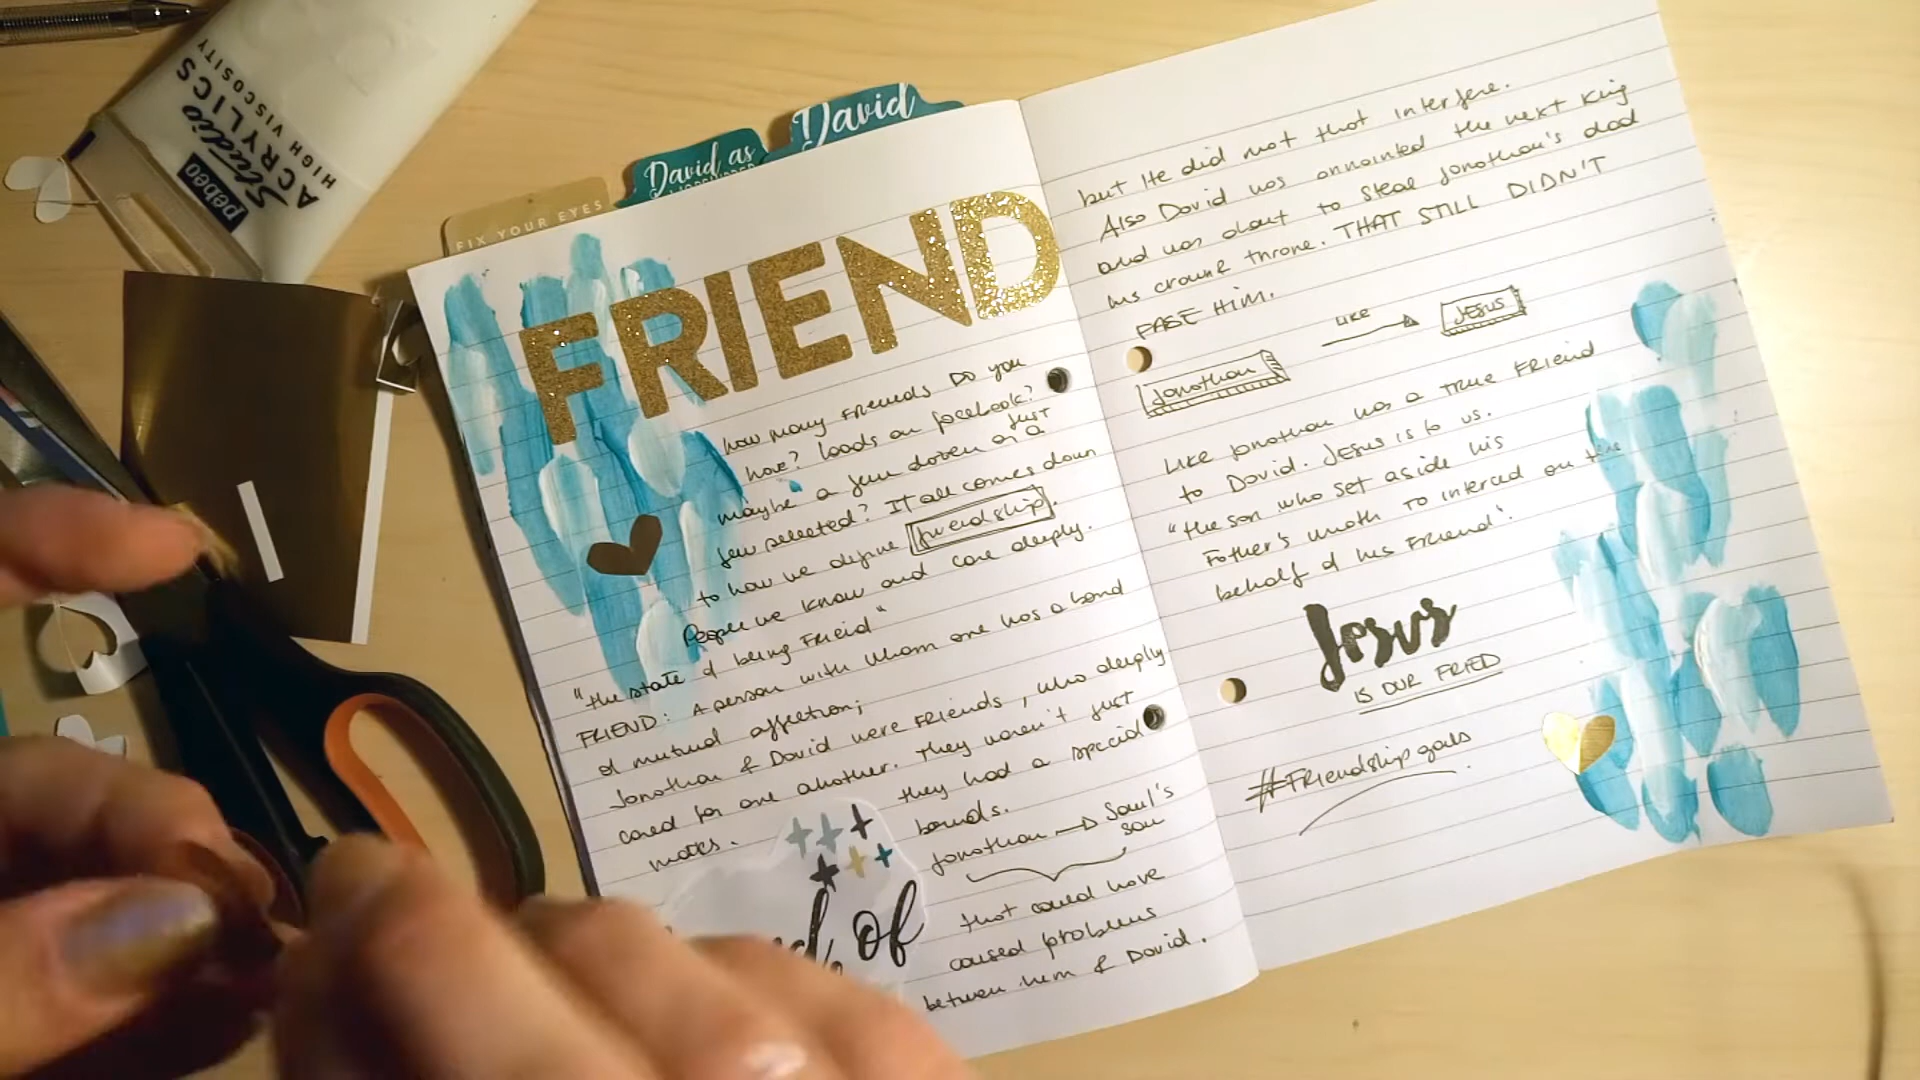 Studio
ACRYLICS
HIGH VISCOSITY
pebeo
FIX YOUR EYES
David as
David
FRIEND
how many FRIENDS DO you
have? loads on facebook?
maybe a few dozen or a just
few selected? It all comes down
to how we define friendship.
People we know and care deeply.
"the state of being FRIEID"
FRIEND: A person with whom one has a bond
of mutual affection;
Jonathan & David were FRIENDS, who deeply
cared for one another. They weren't just
mates.
they had a special
bonds.
Jonathan → Saul's
son
that could have
caused problems
between him & David.
of
but He did not that interfere.
Also David was annointed the next King
and was about to steal Jonathan's dad
his crown & throne. THAT STILL DIDN'T
FASE HIM.
Jonathan
LIKE
JESUS
LIKE Jonathan was a TRUE FRIEND
to David. JESUS is to us.
"the son who set aside his
Father's wrath TO interced on the
behalf of his FRIEND".
Jesus
IS OUR FRIED
#FRIENDship goals